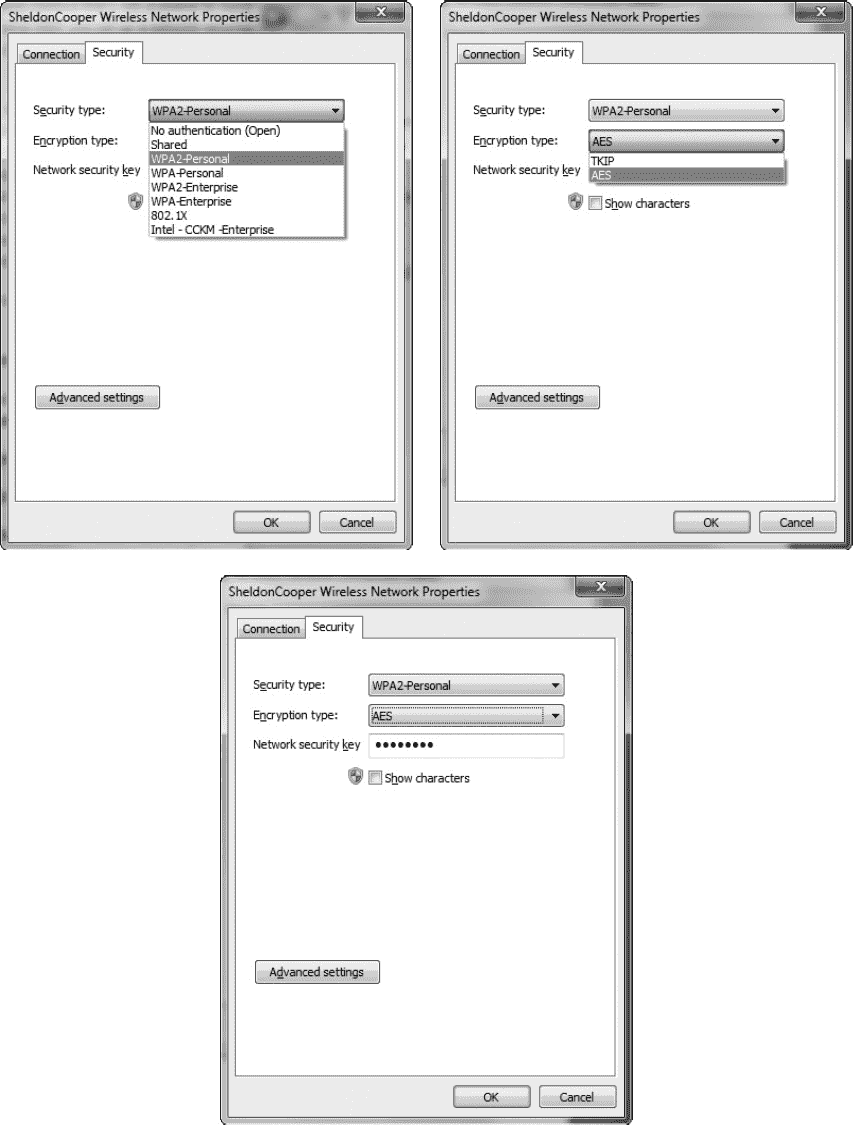 SheldonCooper Wireless Network Properties
Connection
Security
Security type:
WPA2-Personal
No authentication (Open)
Shared
WPA2-Personal
WPA-Personal
WPA2-Enterprise
WPA-Enterprise
802.1X
Intel - CCKM -Enterprise
Encryption type:
Network security key
Advanced settings
OK
Cancel
SheldonCooper Wireless Network Properties
Connection
Security
Security type:
WPA2-Personal
Encryption type:
AES
TKIP
AES
Network security key
Show characters
Advanced settings
OK
Cancel
SheldonCooper Wireless Network Properties
Connection
Security
Security type:
WPA2-Personal
Encryption type:
AES
Network security key
••••••••
Show characters
Advanced settings
OK
Cancel